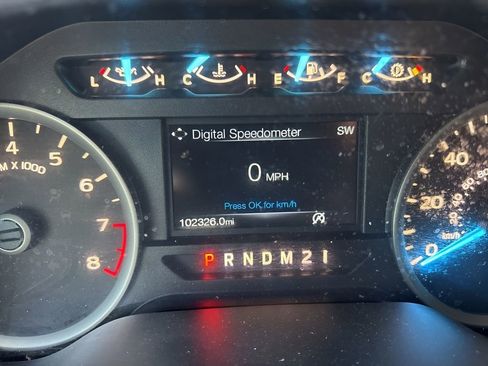 L H C H E F C H
Digital Speedometer SW
0 MPH
Press OK for km/h
102326.0mi
P R N D M 2 1
4 5 6 7 8
X 1000
0 20 40
km/h